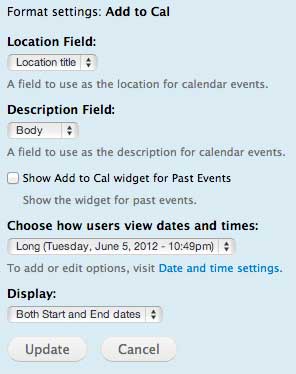 Format settings: Add to Cal
Location Field:
Location title
A field to use as the location for calendar events.
Description Field:
Body
A field to use as the description for calendar events.
Show Add to Cal widget for Past Events
Show the widget for past events.
Choose how users view dates and times:
Long (Tuesday, June 5, 2012 - 10:49pm)
To add or edit options, visit Date and time settings.
Display:
Both Start and End dates
Update Cancel